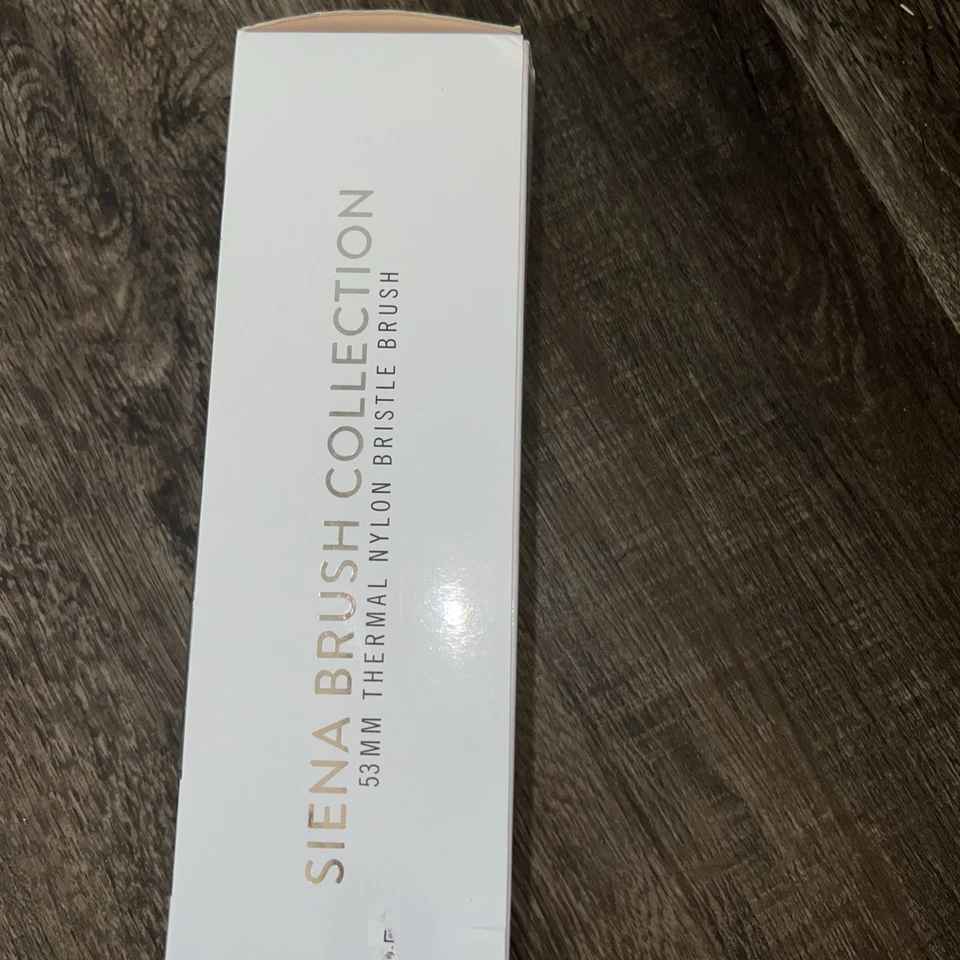 SIENA BRUSH COLLECTION
53MM THERMAL NYLON BRISTLE BRUSH